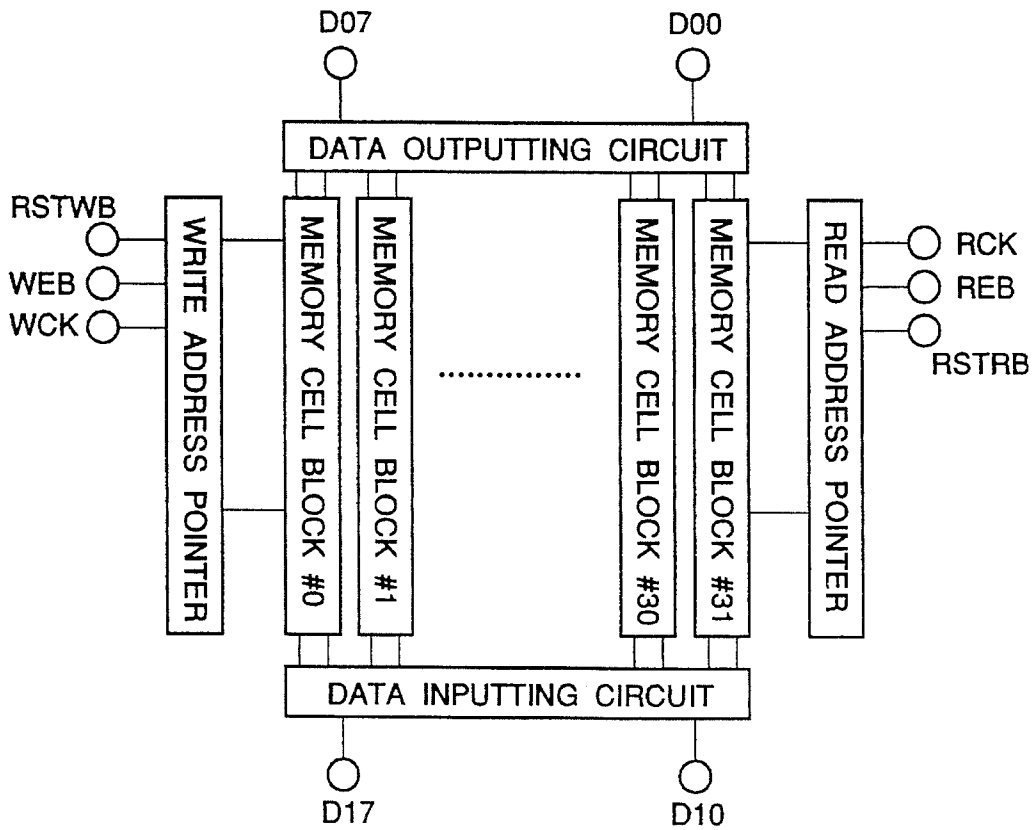 D07
D00
DATA OUTPUTTING CIRCUIT
RSTWB
WEB
WCK
WRITE ADDRESS POINTER
MEMORY CELL BLOCK #0
MEMORY CELL BLOCK #1
MEMORY CELL BLOCK #30
MEMORY CELL BLOCK #31
READ ADDRESS POINTER
RCK
REB
RSTRB
DATA INPUTTING CIRCUIT
D17
D10